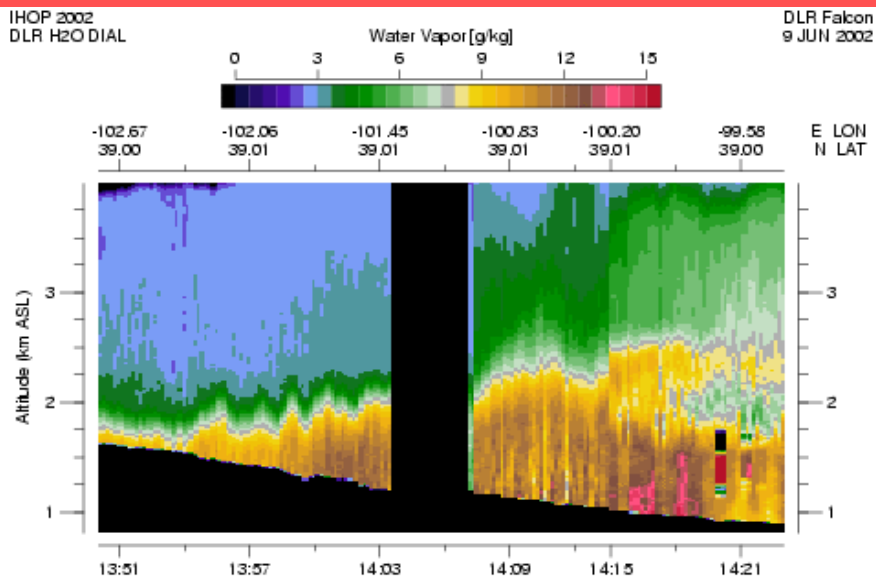 IHOP 2002
DLR H2O DIAL
DLR Falcon
9 JUN 2002
Water Vapor [g/kg]
0 3 6 9 12 15
-102.67 -102.06 -101.45 -100.83 -100.20 -99.58 E LON
39.00 39.01 39.01 39.01 39.01 39.00 N LAT
Altitude (km ASL)
3 3
2 2
1 1
13:51 13:57 14:03 14:09 14:15 14:21